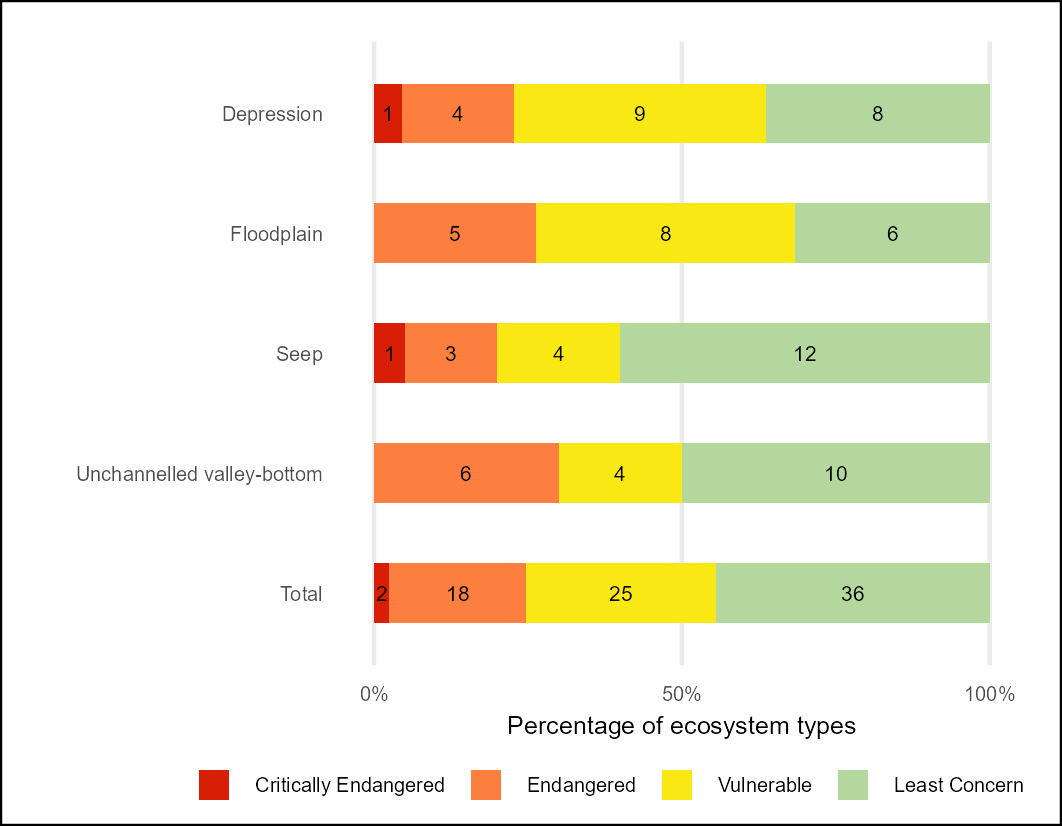 Depression 1 4 9 8
Floodplain 5 8 6
Seep 1 3 4 12
Unchannelled valley-bottom 6 4 10
Total 2 18 25 36
0% 50% 100%
Percentage of ecosystem types
Critically Endangered Endangered Vulnerable Least Concern